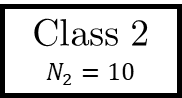 Class 2
N₂ = 10